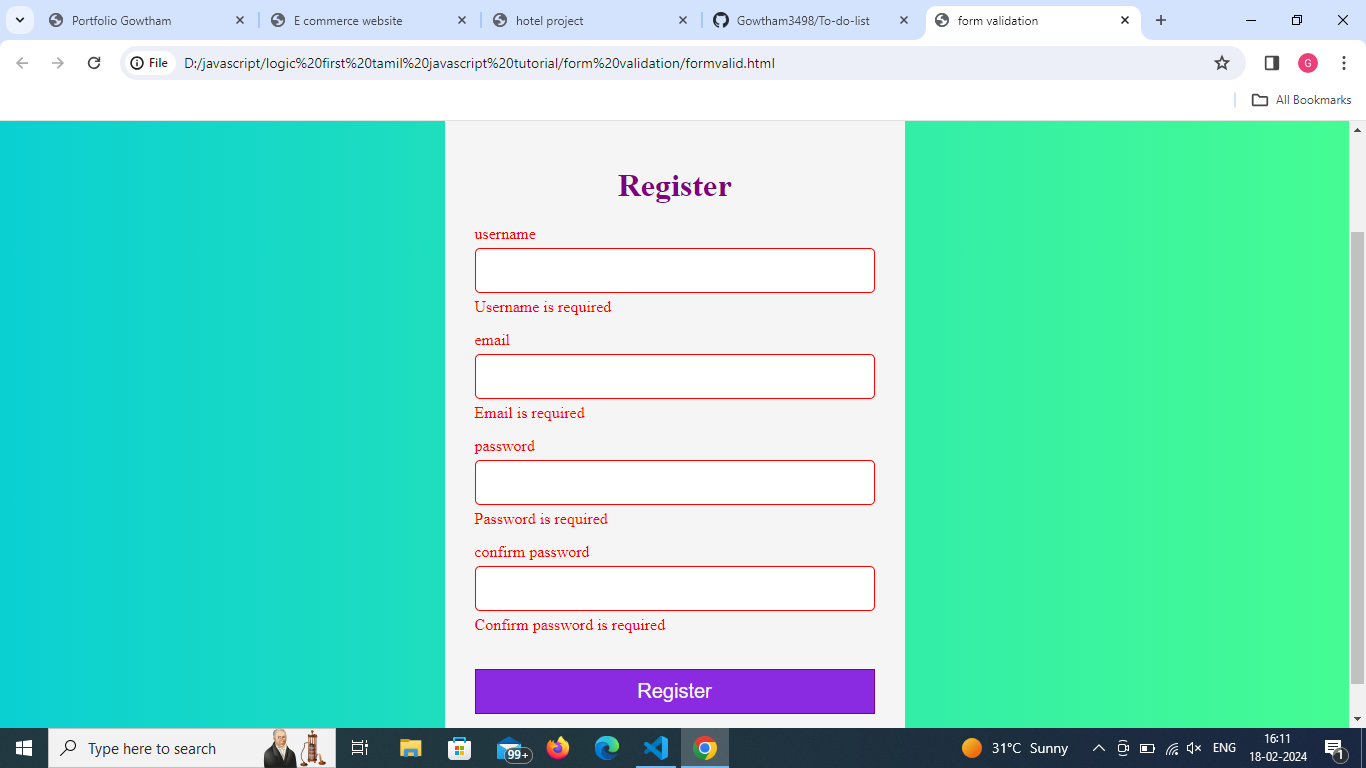 Portfolio Gowtham
E commerce website
hotel project
Gowtham3498/To-do-list
form validation
File
D:/javascript/logic%20first%20tamil%20javascript%20tutorial/form%20validation/formvalid.html
G
All Bookmarks
Register
username
Username is required
email
Email is required
password
Password is required
confirm password
Confirm password is required
Register
Type here to search
99+
31°C Sunny
ENG
16:11
18-02-2024
1